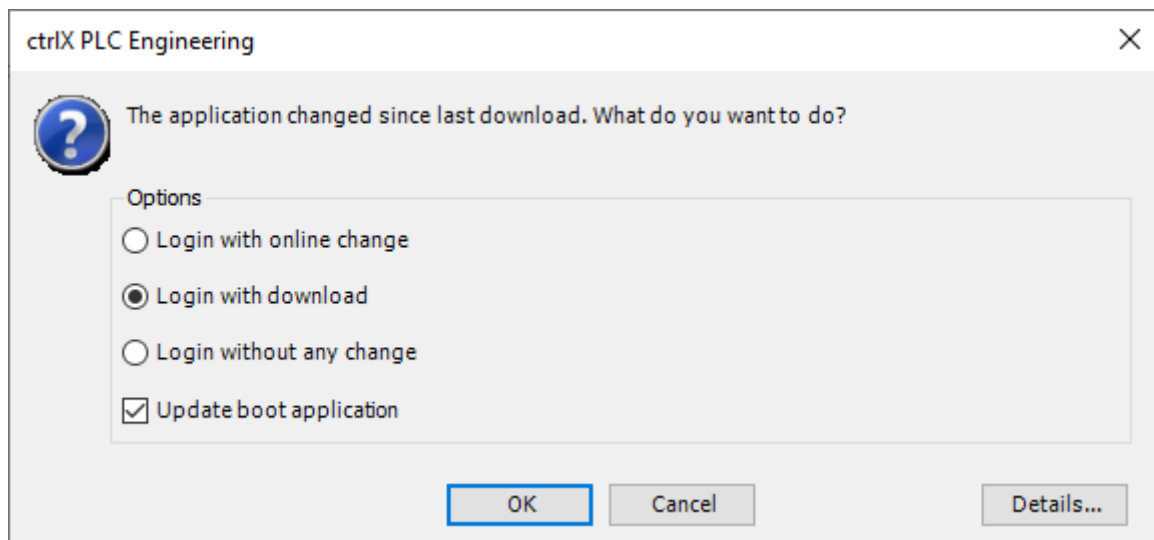 ctrlX PLC Engineering
The application changed since last download. What do you want to do?
Options
Login with online change
Login with download
Login without any change
Update boot application
OK
Cancel
Details...